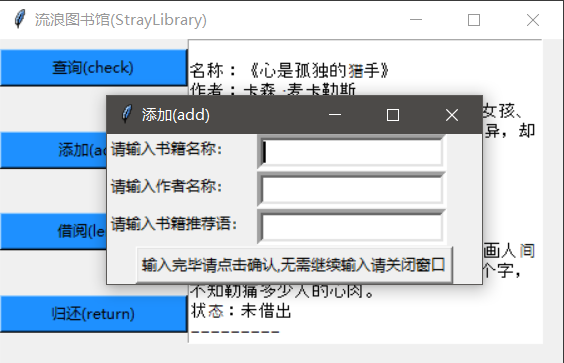 流浪图书馆(StrayLibrary)
查询(check)
名称：《心是孤独的猎手》
作者：卡森·麦卡勒斯
女孩、
添加(add)
异，却
请输入书籍名称：
添加(a
请输入作者名称：
请输入书籍推荐语：
借阅(le
画人间
输入完毕请点击确认,无需继续输入请关闭窗口
个字，
不知勒痛多少人的心肉。
归还(return)
状态：未借出
---------